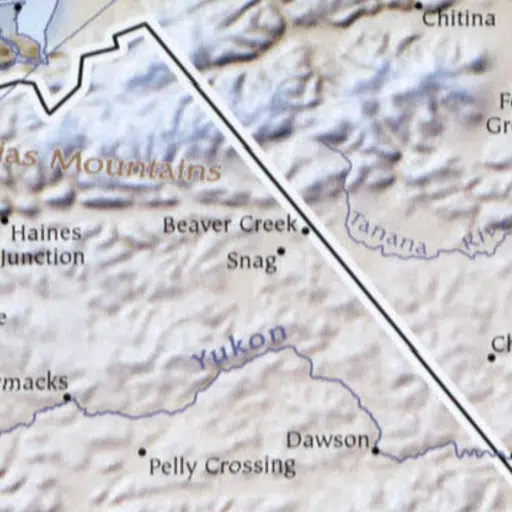 Chitina
Mountains
Haines
Junction
Beaver Creek
Snag
Tanana
Yukon
Dawson
Pelly Crossing